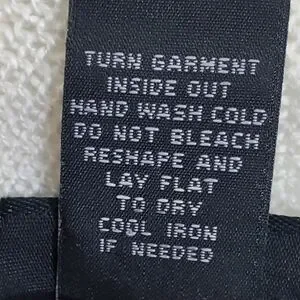 TURN GARMENT
INSIDE OUT
HAND WASH COLD
DO NOT BLEACH
RESHAPE AND
LAY FLAT
TO DRY
COOL IRON
IF NEEDED